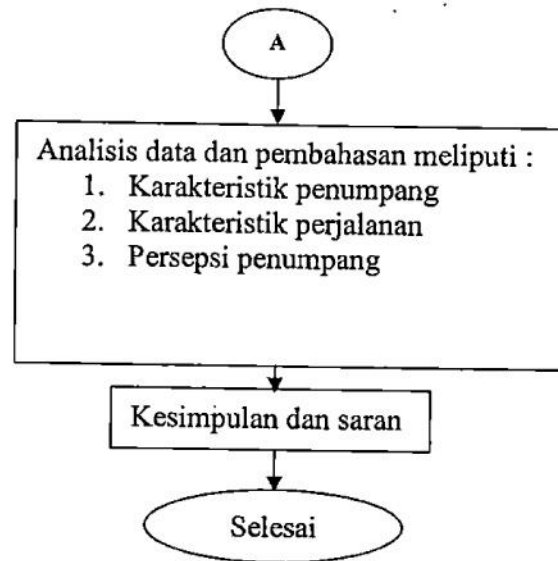 A
Analisis data dan pembahasan meliputi :
1. Karakteristik penumpang
2. Karakteristik perjalanan
3. Persepsi penumpang
Kesimpulan dan saran
Selesai